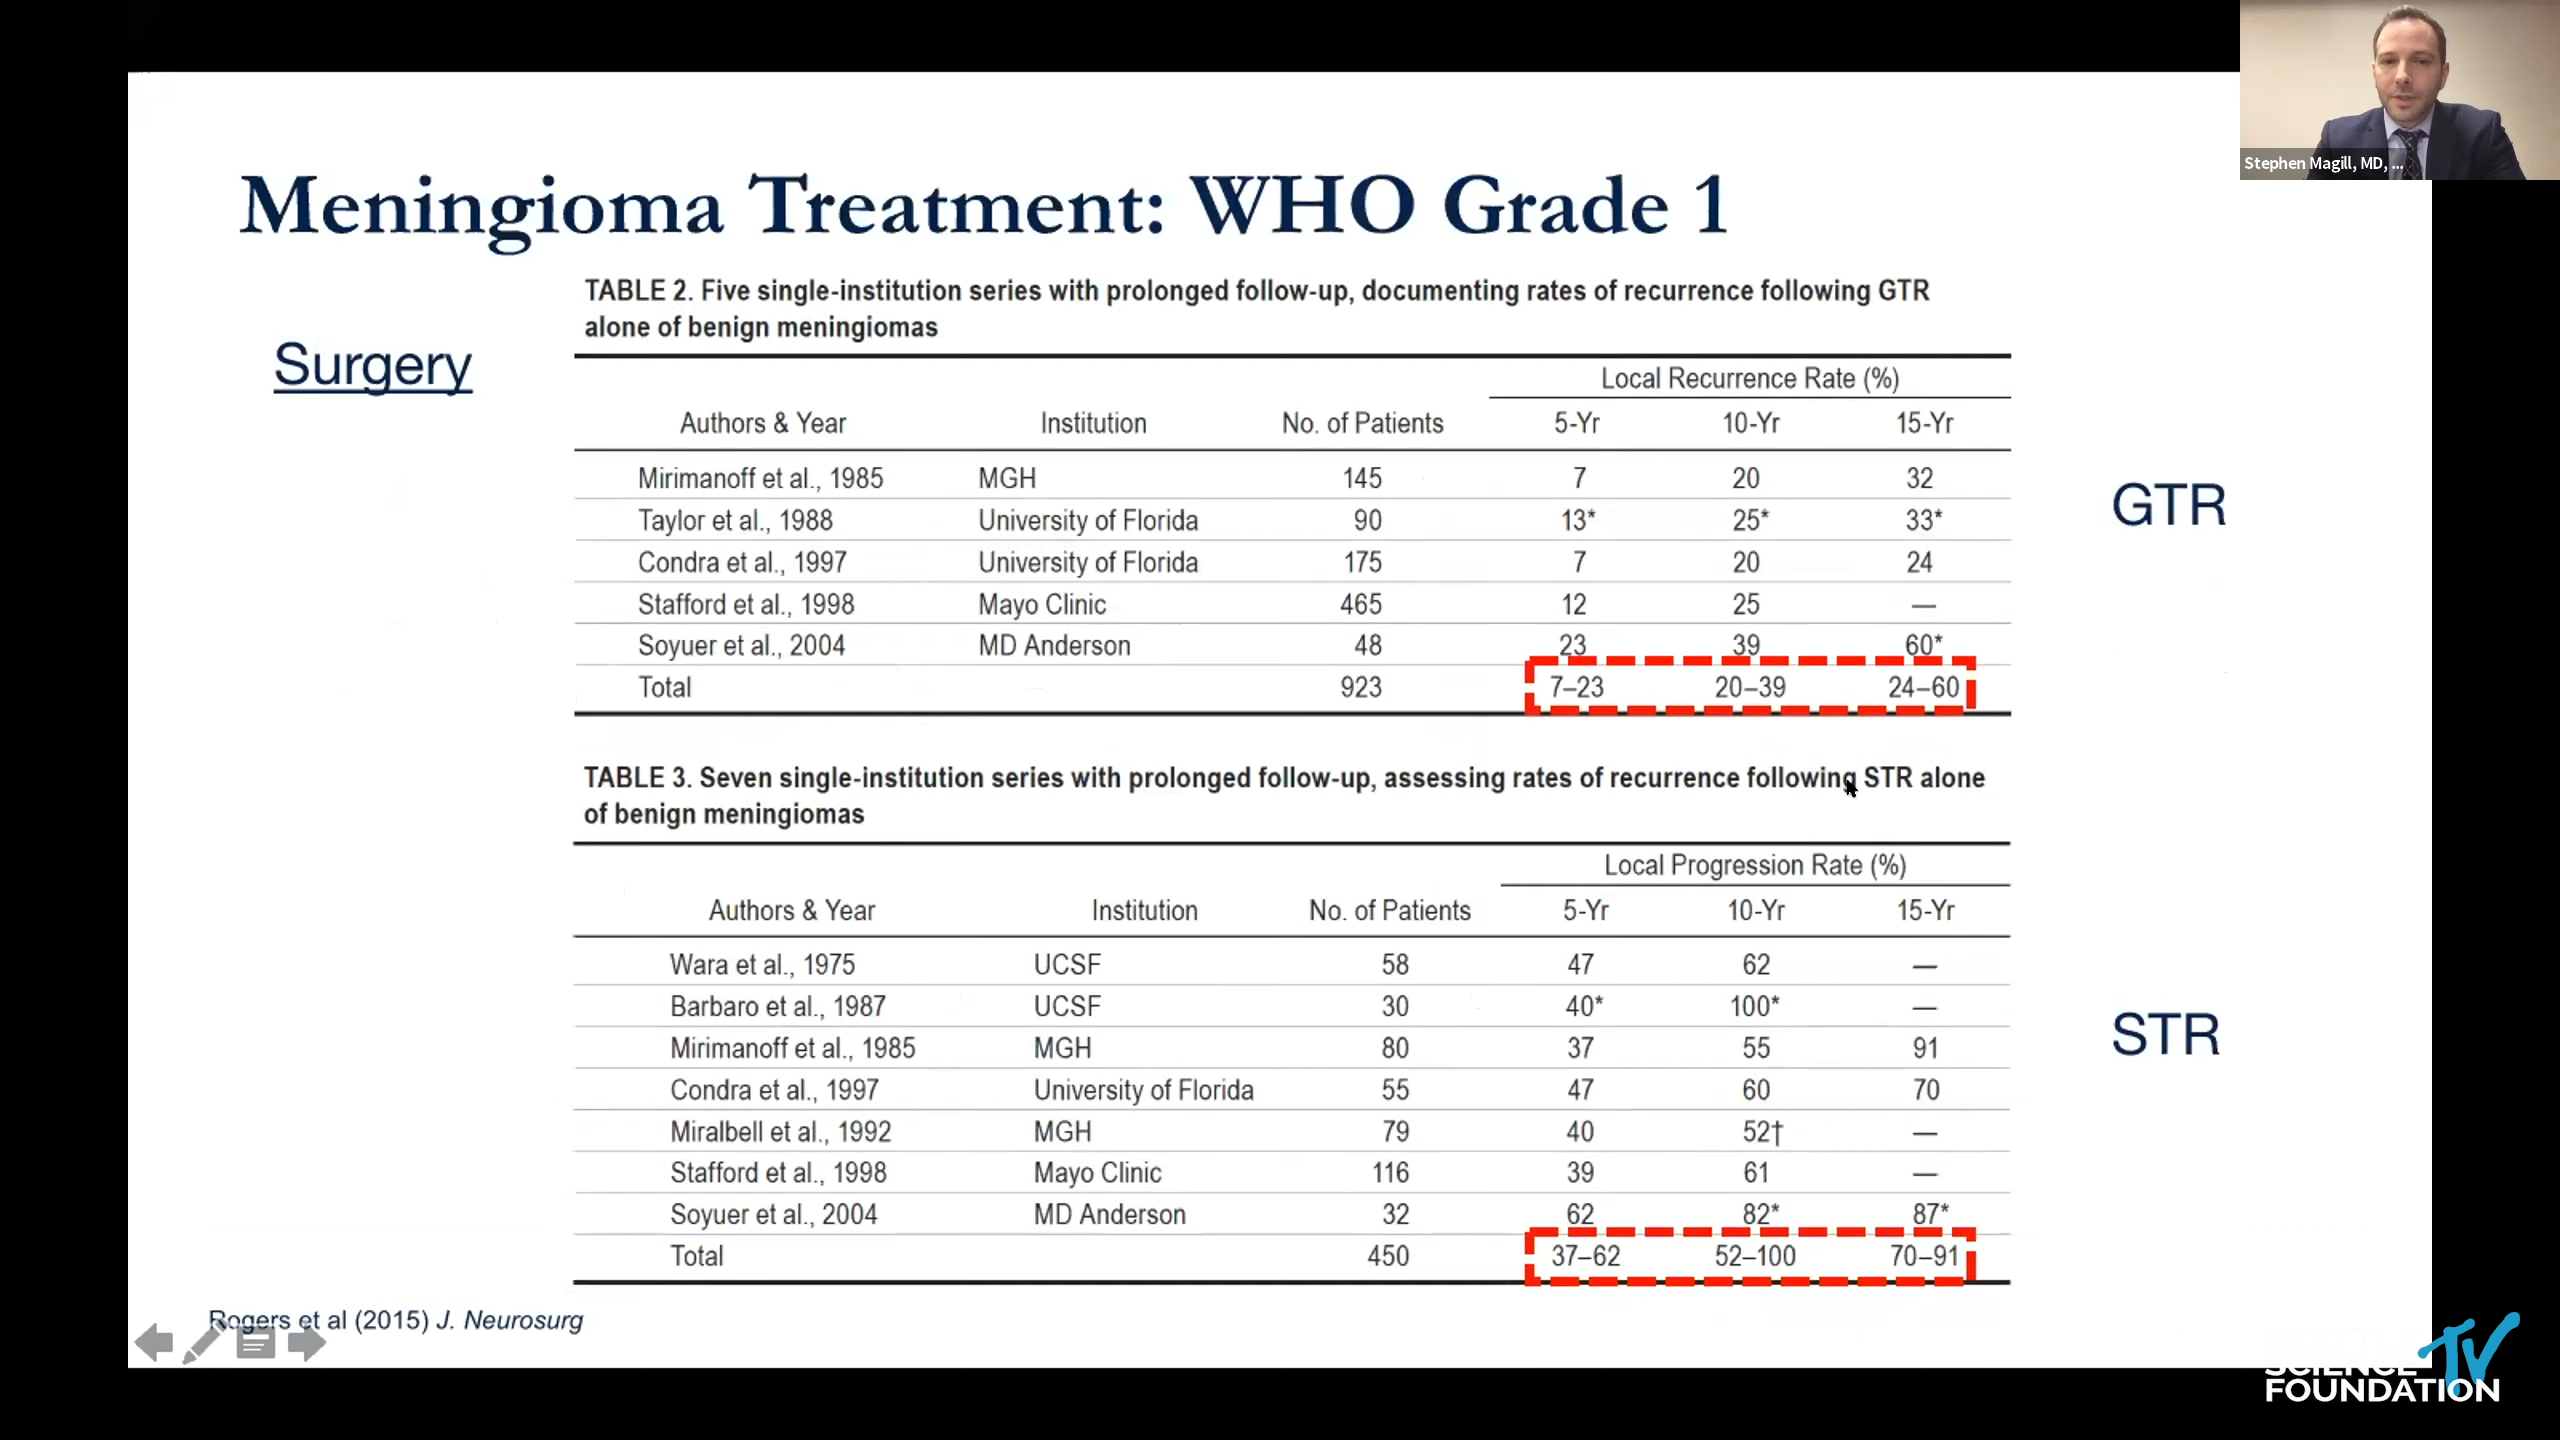 Stephen Magill, MD, ...
Meningioma Treatment: WHO Grade 1
Surgery
TABLE 2. Five single-institution series with prolonged follow-up, documenting rates of recurrence following GTR
alone of benign meningiomas
Local Recurrence Rate (%)
Authors & Year Institution No. of Patients 5-Yr 10-Yr 15-Yr
Mirimanoff et al., 1985 MGH 145 7 20 32
Taylor et al., 1988 University of Florida 90 13* 25* 33*
Condra et al., 1997 University of Florida 175 7 20 24
Stafford et al., 1998 Mayo Clinic 465 12 25 —
Soyuer et al., 2004 MD Anderson 48 23 39 60*
Total 923 7–23 20–39 24–60
GTR
TABLE 3. Seven single-institution series with prolonged follow-up, assessing rates of recurrence following STR alone
of benign meningiomas
Local Progression Rate (%)
Authors & Year Institution No. of Patients 5-Yr 10-Yr 15-Yr
Wara et al., 1975 UCSF 58 47 62 —
Barbaro et al., 1987 UCSF 30 40* 100* —
Mirimanoff et al., 1985 MGH 80 37 55 91
Condra et al., 1997 University of Florida 55 47 60 70
Miralbell et al., 1992 MGH 79 40 52† —
Stafford et al., 1998 Mayo Clinic 116 39 61 —
Soyuer et al., 2004 MD Anderson 32 62 82* 87*
Total 450 37–62 52–100 70–91
STR
Rogers et al (2015) J. Neurosurg
SCIENCE TV
FOUNDATION